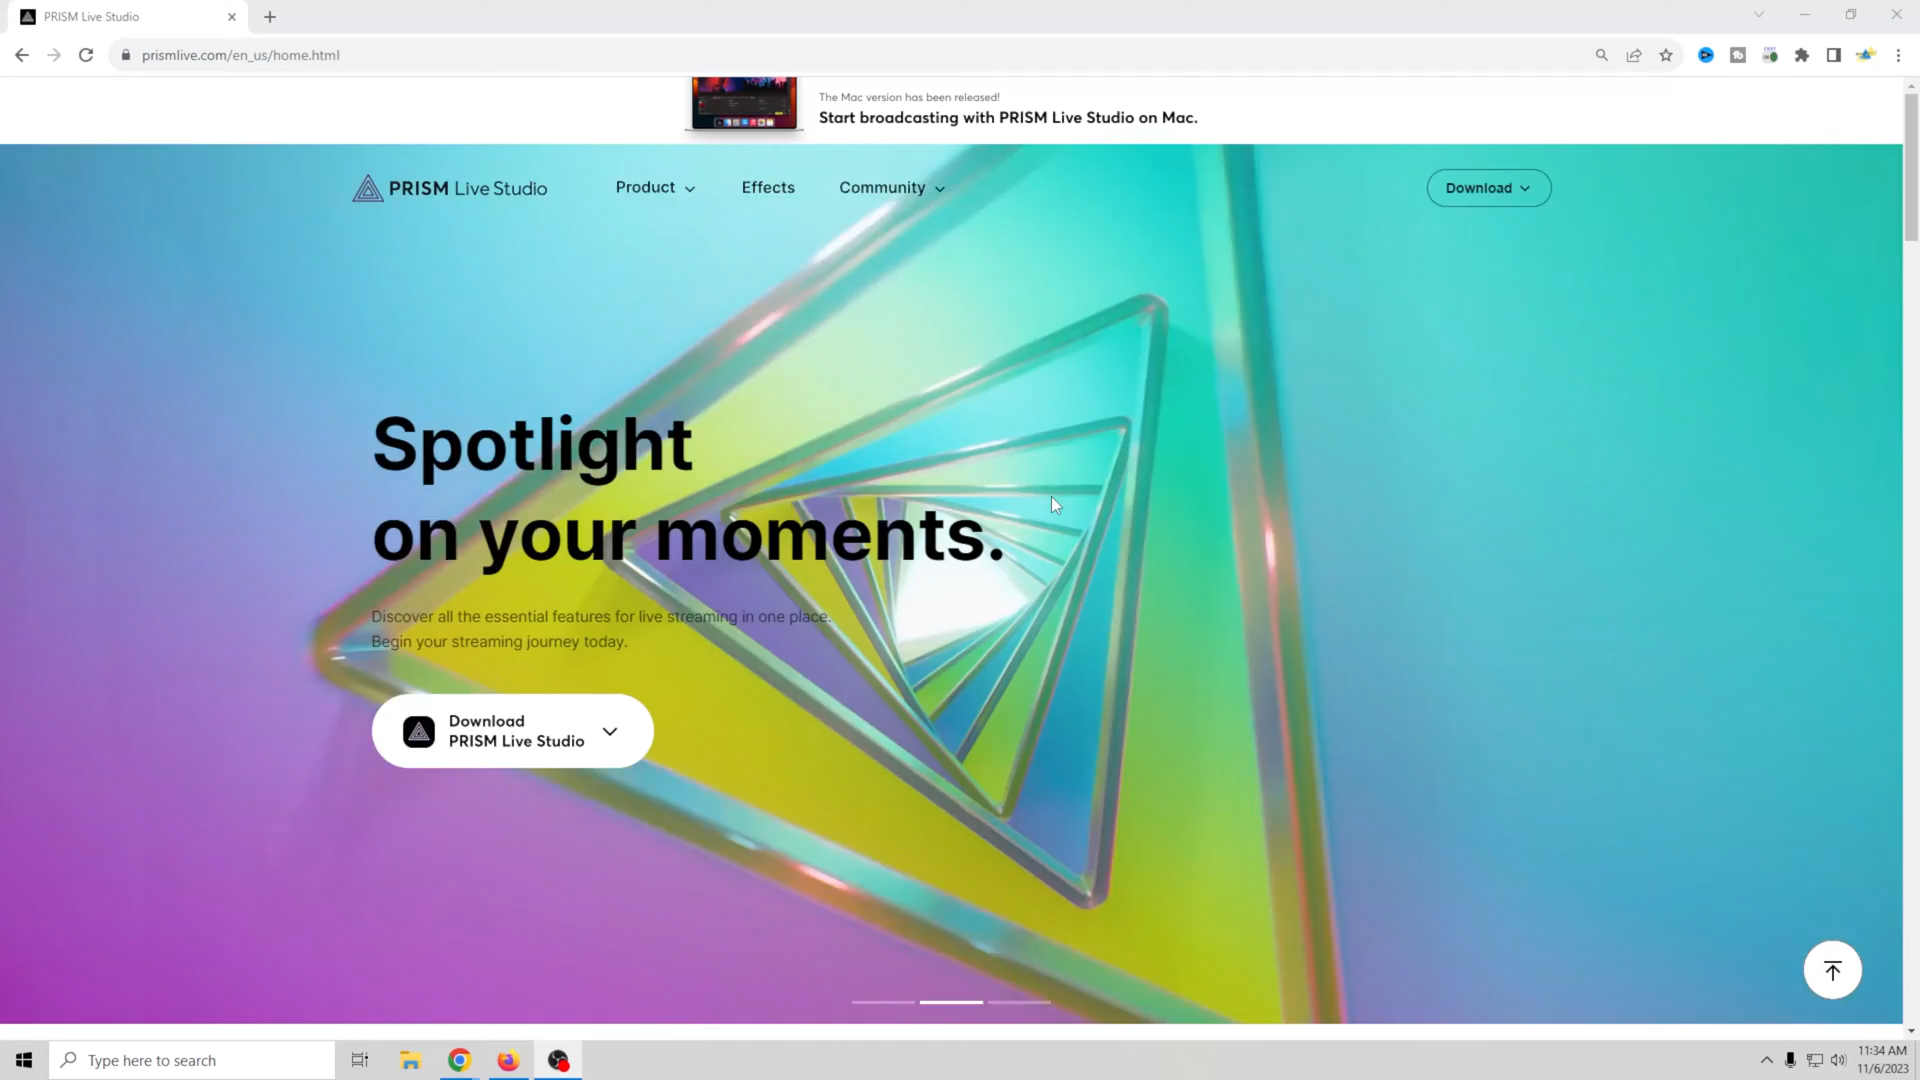 PRISM Live Studio
prismlive.com/en_us/home.html
The Mac version has been released!
Start broadcasting with PRISM Live Studio on Mac.
PRISM Live Studio
Product
Effects
Community
Download
Spotlight
on your moments.
Discover all the essential features for live streaming in one place.
Begin your streaming journey today.
Download
PRISM Live Studio
Type here to search
11:34 AM
11/6/2023